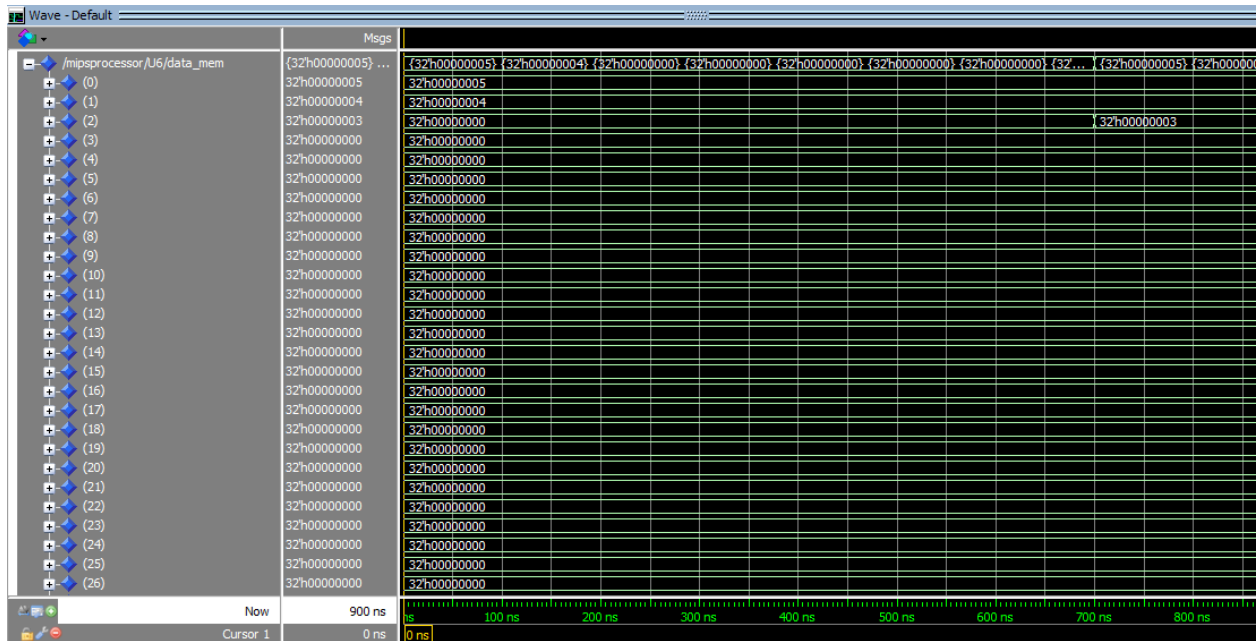 Wave - Default
Msgs
/mipsprocessor/U6/data_mem {32'h00000005} ... {32'h00000005} {32'h00000004} {32'h00000000} {32'h00000000} {32'h00000000} {32'h00000000} {32'h00000000} {32'... {32'h00000005} {32'h000000
(0) 32'h00000005 32'h00000005
(1) 32'h00000004 32'h00000004
(2) 32'h00000003 32'h00000000 32'h00000003
(3) 32'h00000000 32'h00000000
(4) 32'h00000000 32'h00000000
(5) 32'h00000000 32'h00000000
(6) 32'h00000000 32'h00000000
(7) 32'h00000000 32'h00000000
(8) 32'h00000000 32'h00000000
(9) 32'h00000000 32'h00000000
(10) 32'h00000000 32'h00000000
(11) 32'h00000000 32'h00000000
(12) 32'h00000000 32'h00000000
(13) 32'h00000000 32'h00000000
(14) 32'h00000000 32'h00000000
(15) 32'h00000000 32'h00000000
(16) 32'h00000000 32'h00000000
(17) 32'h00000000 32'h00000000
(18) 32'h00000000 32'h00000000
(19) 32'h00000000 32'h00000000
(20) 32'h00000000 32'h00000000
(21) 32'h00000000 32'h00000000
(22) 32'h00000000 32'h00000000
(23) 32'h00000000 32'h00000000
(24) 32'h00000000 32'h00000000
(25) 32'h00000000 32'h00000000
(26) 32'h00000000 32'h00000000
Now 900 ns ns 100 ns 200 ns 300 ns 400 ns 500 ns 600 ns 700 ns 800 ns
Cursor 1 0 ns 0 ns